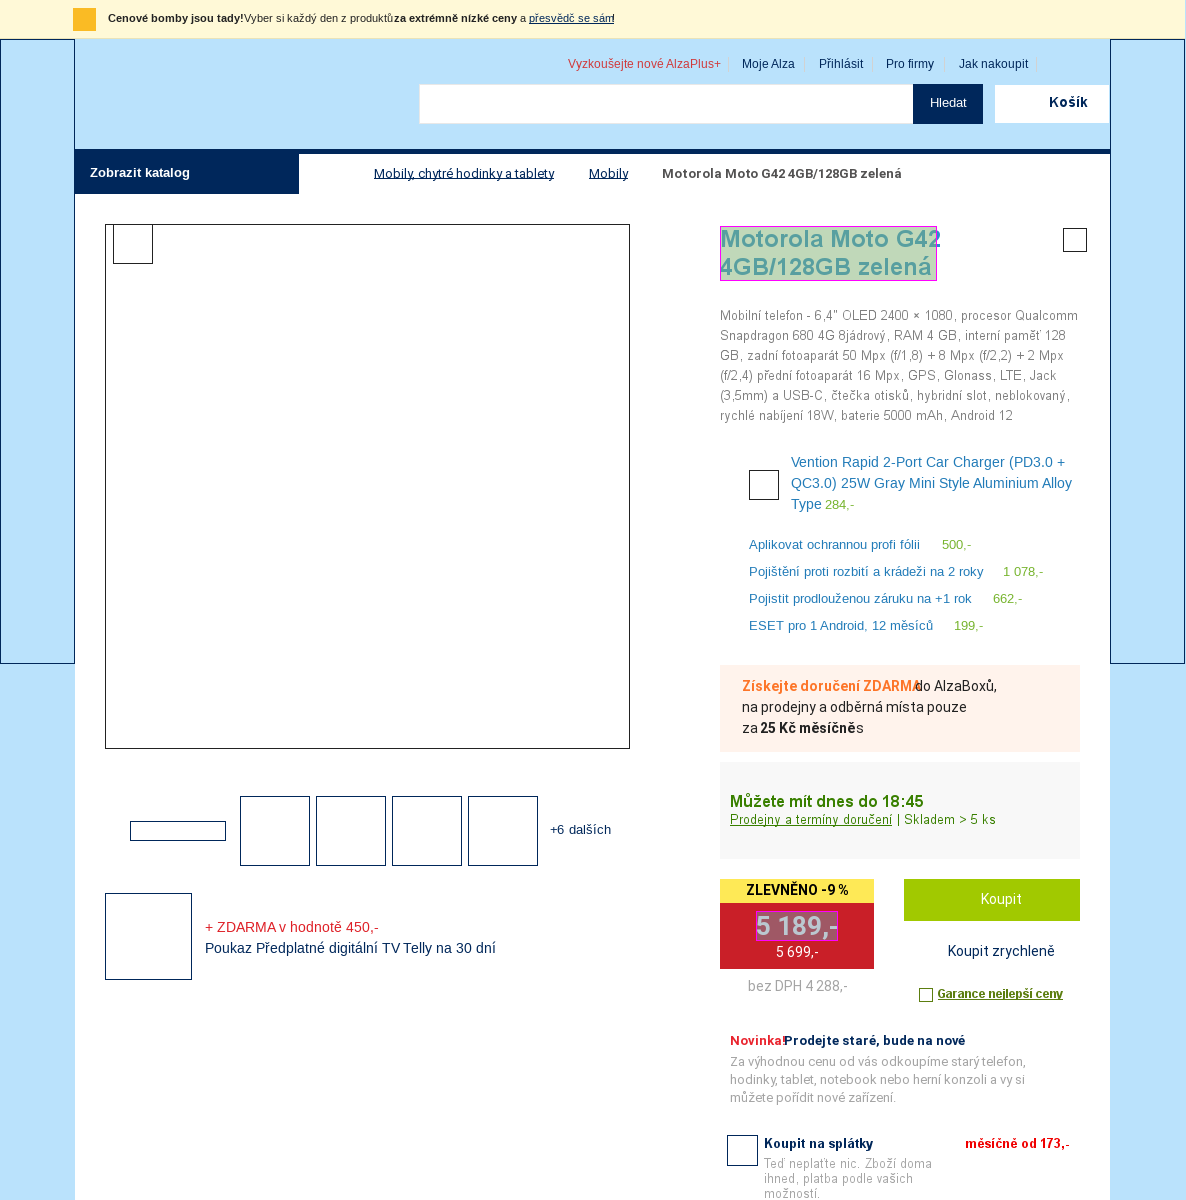 Cenové bomby jsou tady! Vyber si každý den z produktů za extrémně nízké ceny a přesvědč se sám!
Vyzkoušejte nové AlzaPlus+ Moje Alza Přihlásit Pro firmy Jak nakoupit
Hledat Košík
Zobrazit katalog Mobily, chytré hodinky a tablety Mobily Motorola Moto G42 4GB/128GB zelená
Motorola Moto G42
4GB/128GB zelená
Mobilní telefon - 6,4" OLED 2400 × 1080, procesor Qualcomm
Snapdragon 680 4G 8jádrový, RAM 4 GB, interní paměť 128
GB, zadní fotoaparát 50 Mpx (f/1,8) + 8 Mpx (f/2,2) + 2 Mpx
(f/2,4) přední fotoaparát 16 Mpx, GPS, Glonass, LTE, Jack
(3,5mm) a USB-C, čtečka otisků, hybridní slot, neblokovaný,
rychlé nabíjení 18W, baterie 5000 mAh, Android 12
Vention Rapid 2-Port Car Charger (PD3.0 +
QC3.0) 25W Gray Mini Style Aluminium Alloy
Type 284,-
Aplikovat ochrannou profi fólii 500,-
Pojištění proti rozbití a krádeži na 2 roky 1 078,-
Pojistit prodlouženou záruku na +1 rok 662,-
ESET pro 1 Android, 12 měsíců 199,-
Získejte doručení ZDARMA do AlzaBoxů,
na prodejny a odběrná místa pouze
za 25 Kč měsíčně s
Můžete mít dnes do 18:45
Prodejny a termíny doručení | Skladem > 5 ks
+6 dalších
+ ZDARMA v hodnotě 450,-
Poukaz Předplatné digitální TV Telly na 30 dní
ZLEVNĚNO -9 %
5 189,-
5 699,-
bez DPH 4 288,-
Koupit
Koupit zrychleně
Garance nejlepší ceny
Novinka! Prodejte staré, bude na nové
Za výhodnou cenu od vás odkoupíme starý telefon,
hodinky, tablet, notebook nebo herní konzoli a vy si
můžete pořídit nové zařízení.
Koupit na splátky měsíčně od 173,-
Teď neplaťte nic. Zboží doma
ihned, platba podle vašich
možností.